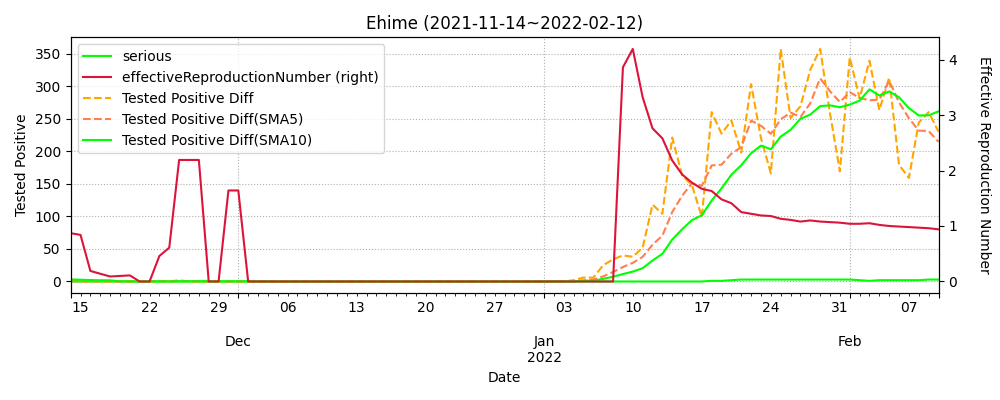 Ehime (2021-11-14~2022-02-12)
serious
effectiveReproductionNumber (right)
Tested Positive Diff
Tested Positive Diff(SMA5)
Tested Positive Diff(SMA10)
Tested Positive
350
300
250
200
150
100
50
0
Effective Reproduction Number
4
3
2
1
0
15 22 29 06 13 20 27 03 10 17 24 31 07
Dec Jan Feb
2022
Date